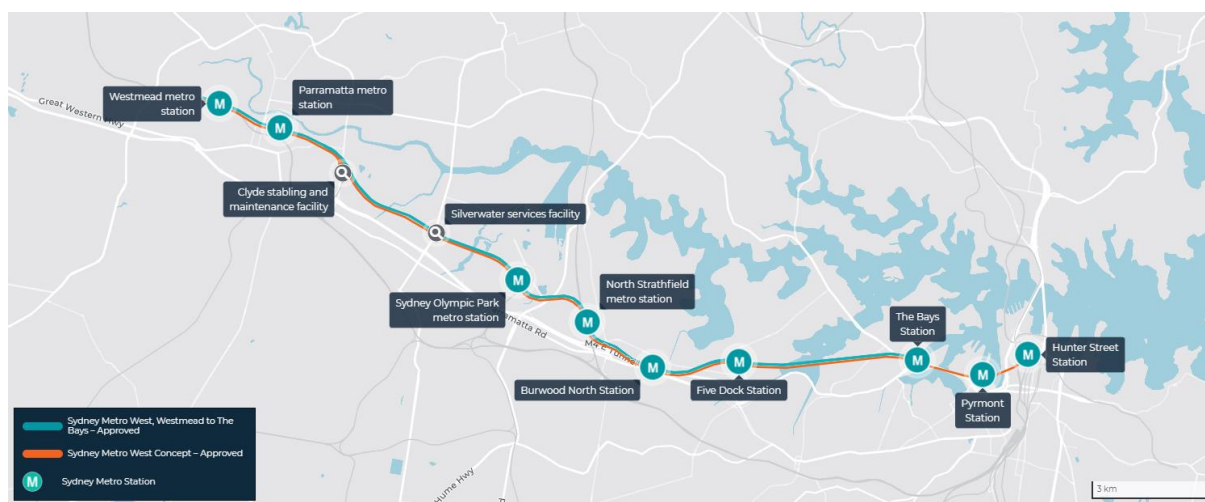 Westmead metro
station
Parramatta metro
station
Great Western Hwy
Clyde stabling and
maintenance facility
Silverwater services facility
Sydney Olympic Park
metro station
North Strathfield
metro station
M4 E Tunne
Burwood North Station
Five Dock Station
The Bays
Station
Hunter Street
Station
Pyrmont
Station
Sydney Metro West, Westmead to The
Bays – Approved
Sydney Metro West Concept – Approved
M Sydney Metro Station
Hume Hwy
3 km
M
M
M
M
M
M
M
M
M
amatta Rd